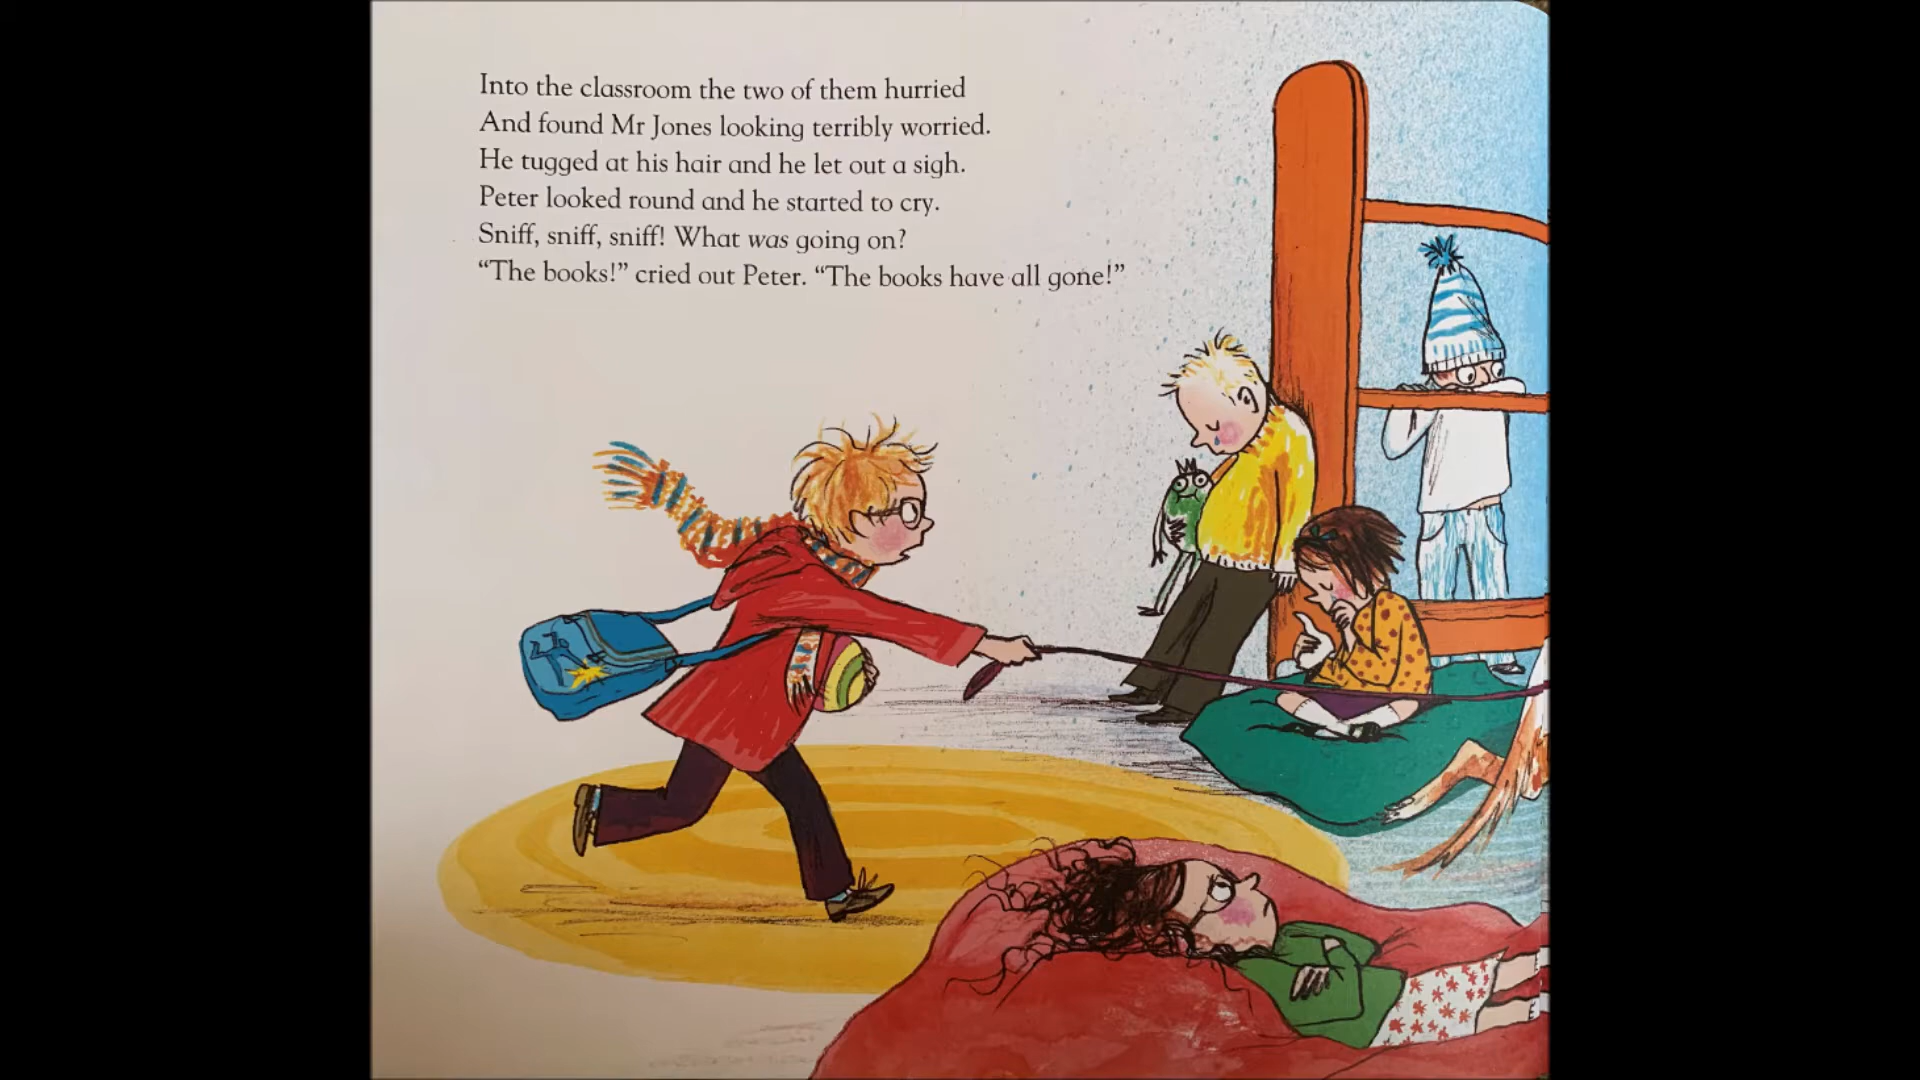 Into the classroom the two of them hurried
And found Mr Jones looking terribly worried.
He tugged at his hair and he let out a sigh.
Peter looked round and he started to cry.
Sniff, sniff, sniff! What was going on?
“The books!” cried out Peter. “The books have all gone!”